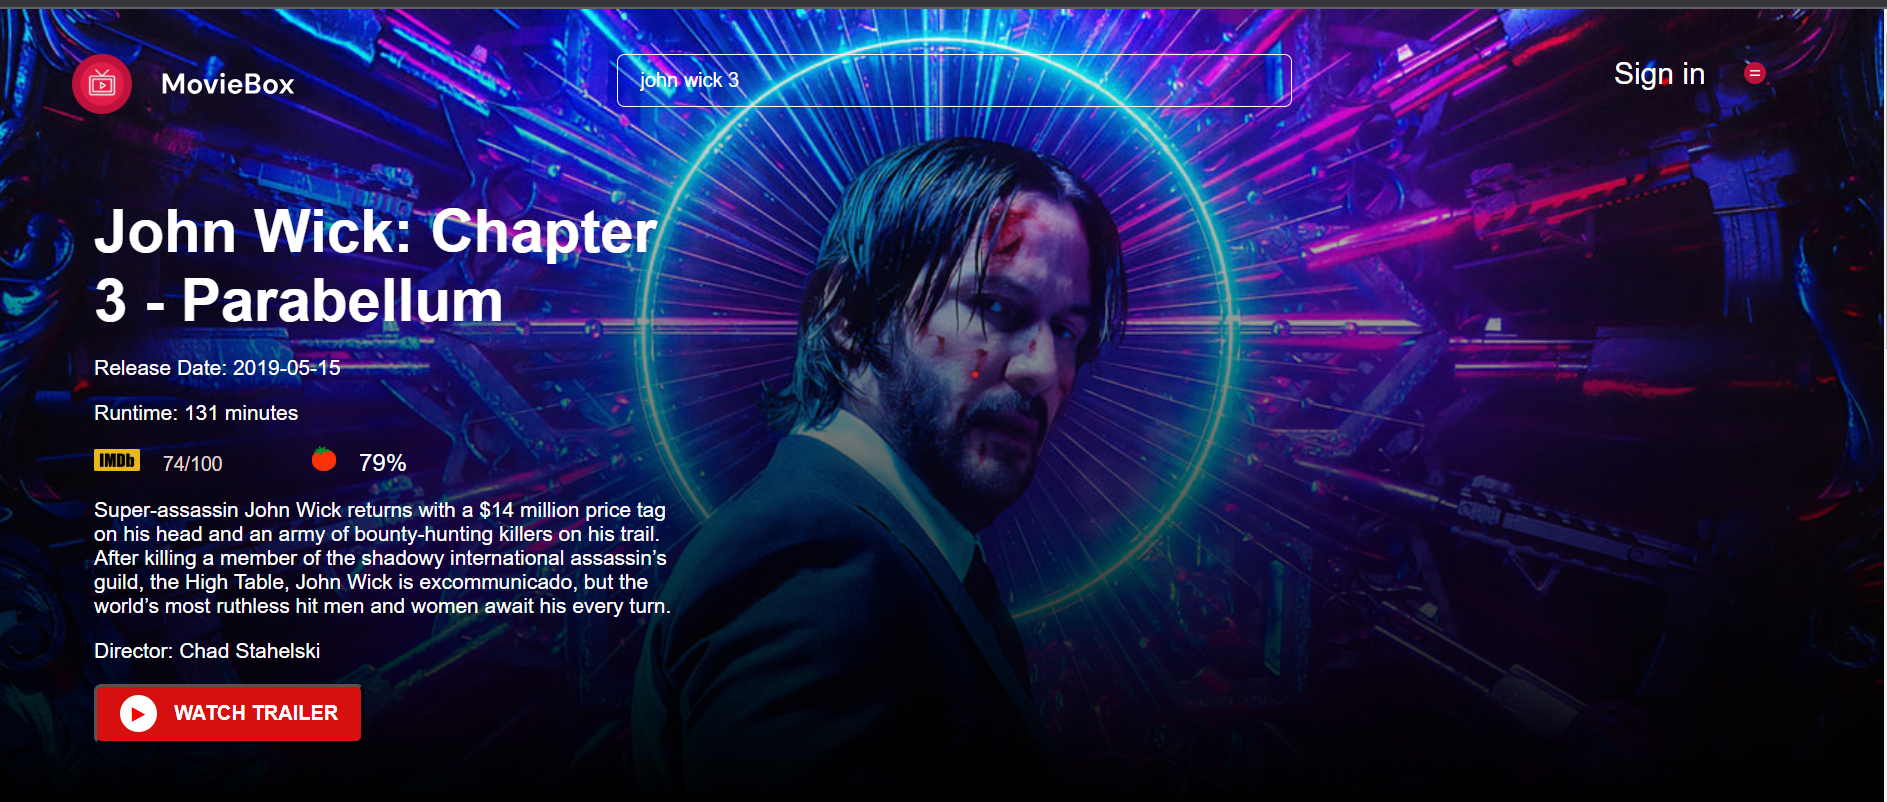 MovieBox
john wick 3
Sign in
John Wick: Chapter
3 - Parabellum
Release Date: 2019-05-15
Runtime: 131 minutes
IMDb 74/100 79%
Super-assassin John Wick returns with a $14 million price tag
on his head and an army of bounty-hunting killers on his trail.
After killing a member of the shadowy international assassin’s
guild, the High Table, John Wick is excommunicado, but the
world’s most ruthless hit men and women await his every turn.
Director: Chad Stahelski
WATCH TRAILER